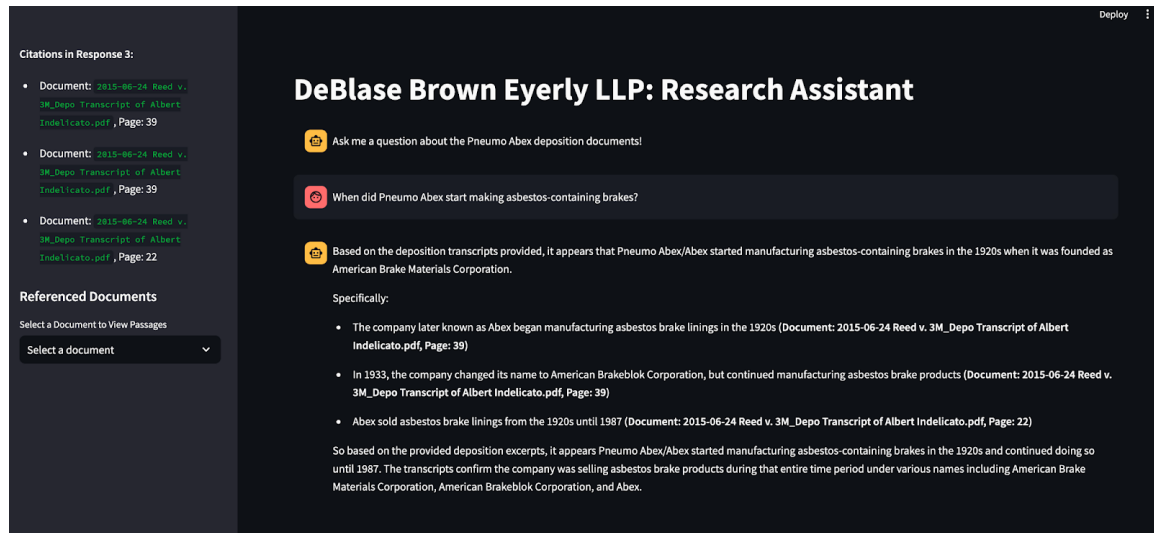 Deploy
Citations in Response 3:
Document: 2015-06-24 Reed v.
3M_Depo Transcript of Albert
Indelicato.pdf , Page: 39
Document: 2015-06-24 Reed v.
3M_Depo Transcript of Albert
Indelicato.pdf , Page: 39
Document: 2015-06-24 Reed v.
3M_Depo Transcript of Albert
Indelicato.pdf , Page: 22
Referenced Documents
Select a Document to View Passages
Select a document
DeBlase Brown Eyerly LLP: Research Assistant
Ask me a question about the Pneumo Abex deposition documents!
When did Pneumo Abex start making asbestos-containing brakes?
Based on the deposition transcripts provided, it appears that Pneumo Abex/Abex started manufacturing asbestos-containing brakes in the 1920s when it was founded as
American Brake Materials Corporation.
Specifically:
The company later known as Abex began manufacturing asbestos brake linings in the 1920s (Document: 2015-06-24 Reed v. 3M_Depo Transcript of Albert
Indelicato.pdf, Page: 39)
In 1933, the company changed its name to American Brakeblok Corporation, but continued manufacturing asbestos brake products (Document: 2015-06-24 Reed v.
3M_Depo Transcript of Albert Indelicato.pdf, Page: 39)
Abex sold asbestos brake linings from the 1920s until 1987 (Document: 2015-06-24 Reed v. 3M_Depo Transcript of Albert Indelicato.pdf, Page: 22)
So based on the provided deposition excerpts, it appears Pneumo Abex/Abex started manufacturing asbestos-containing brakes in the 1920s and continued doing so
until 1987. The transcripts confirm the company was selling asbestos brake products during that entire time period under various names including American Brake
Materials Corporation, American Brakeblok Corporation, and Abex.